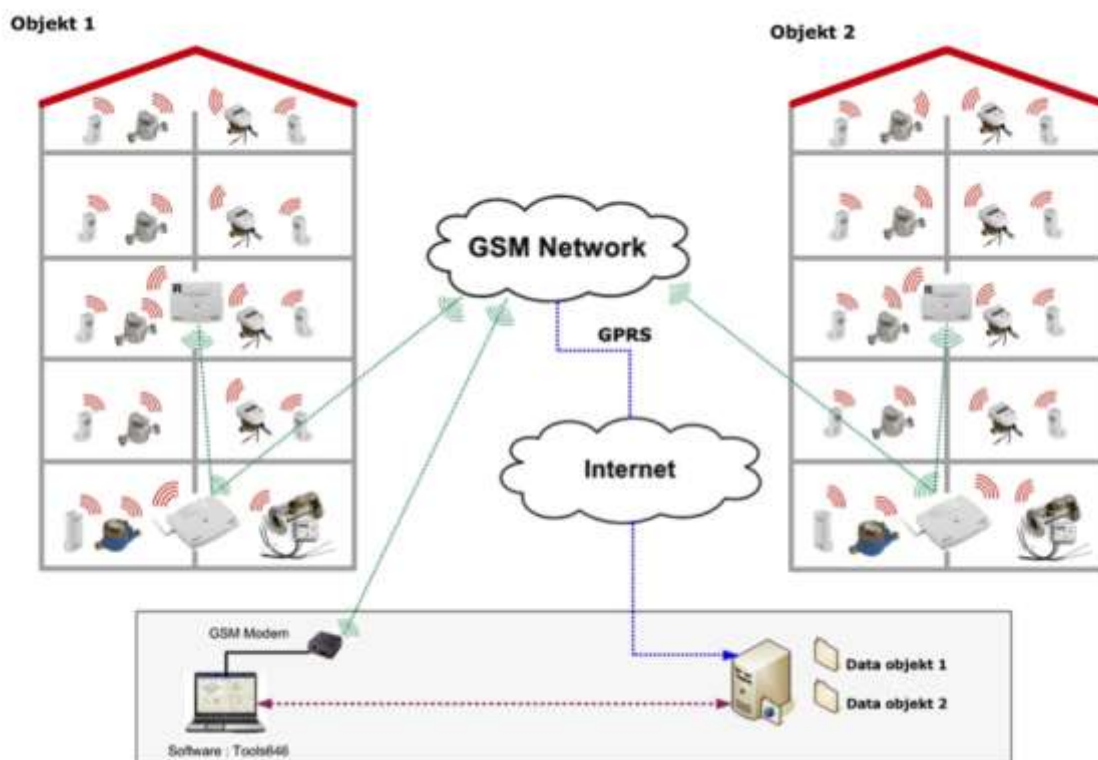 Objekt 1
Objekt 2
GSM Network
GPRS
Internet
GSM Modem
Data objekt 1
Data objekt 2
Software : Tools646